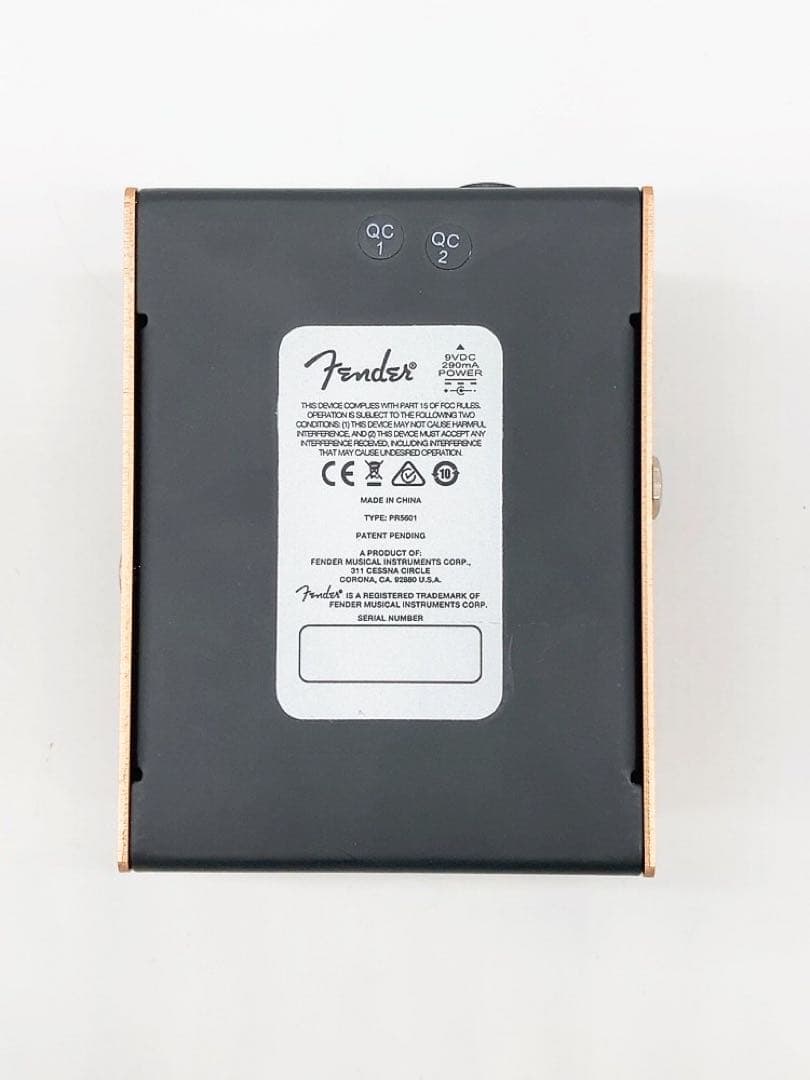 QC
1
QC
2
Fender®
9VDC
290mA
POWER
THIS DEVICE COMPLIES WITH PART 15 OF FCC RULES.
OPERATION IS SUBJECT TO THE FOLLOWING TWO
CONDITIONS: (1) THIS DEVICE MAY NOT CAUSE HARMFUL
INTERFERENCE, AND (2) THIS DEVICE MUST ACCEPT ANY
INTERFERENCE RECEIVED, INCLUDING INTERFERENCE
THAT MAY CAUSE UNDESIRED OPERATION.
CE 10
MADE IN CHINA
TYPE: PR5601
PATENT PENDING
A PRODUCT OF:
FENDER MUSICAL INSTRUMENTS CORP.,
311 CESSNA CIRCLE
CORONA, CA. 92880 U.S.A.
Fender® IS A REGISTERED TRADEMARK OF
FENDER MUSICAL INSTRUMENTS CORP.
SERIAL NUMBER